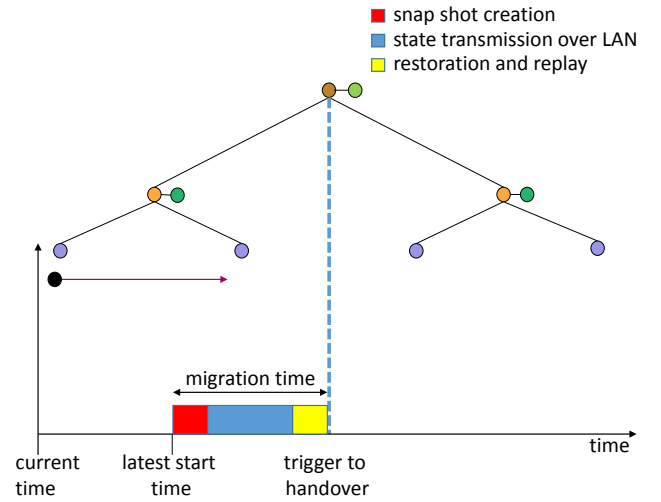 snap shot creation
state transmission over LAN
restoration and replay
migration time
time
current
time
latest start
time
trigger to
handover